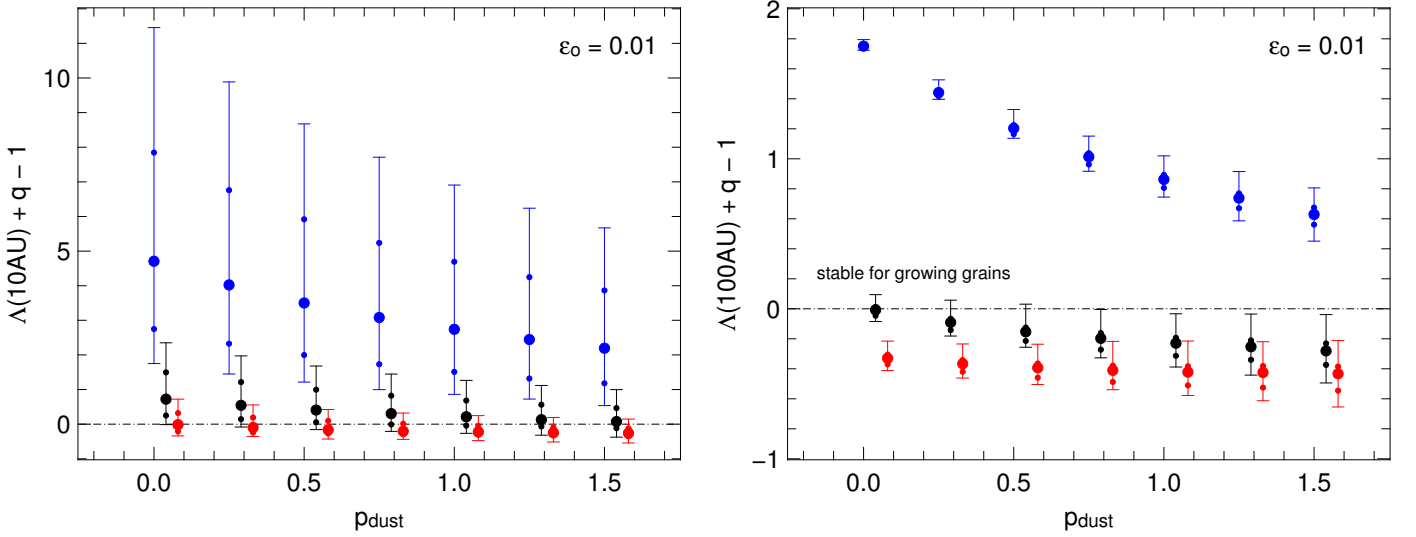 εo = 0.01
10
5
0
Λ(10AU) + q − 1
0.0
0.5
1.0
1.5
pdust
εo = 0.01
2
1
0
−1
Λ(100AU) + q − 1
stable for growing grains
0.0
0.5
1.0
1.5
pdust